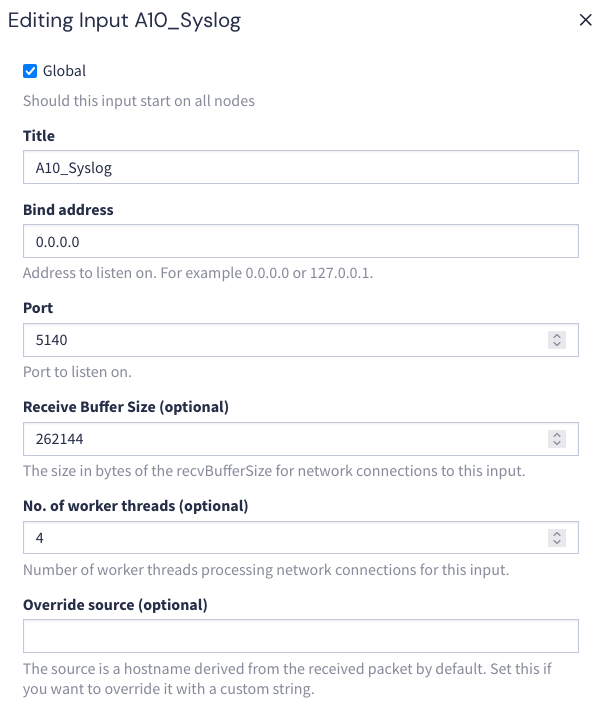 Editing Input A10_Syslog
Global
Should this input start on all nodes
Title
A10_Syslog
Bind address
0.0.0.0
Address to listen on. For example 0.0.0.0 or 127.0.0.1.
Port
5140
Port to listen on.
Receive Buffer Size (optional)
262144
The size in bytes of the recvBufferSize for network connections to this input.
No. of worker threads (optional)
4
Number of worker threads processing network connections for this input.
Override source (optional)
The source is a hostname derived from the received packet by default. Set this if
you want to override it with a custom string.